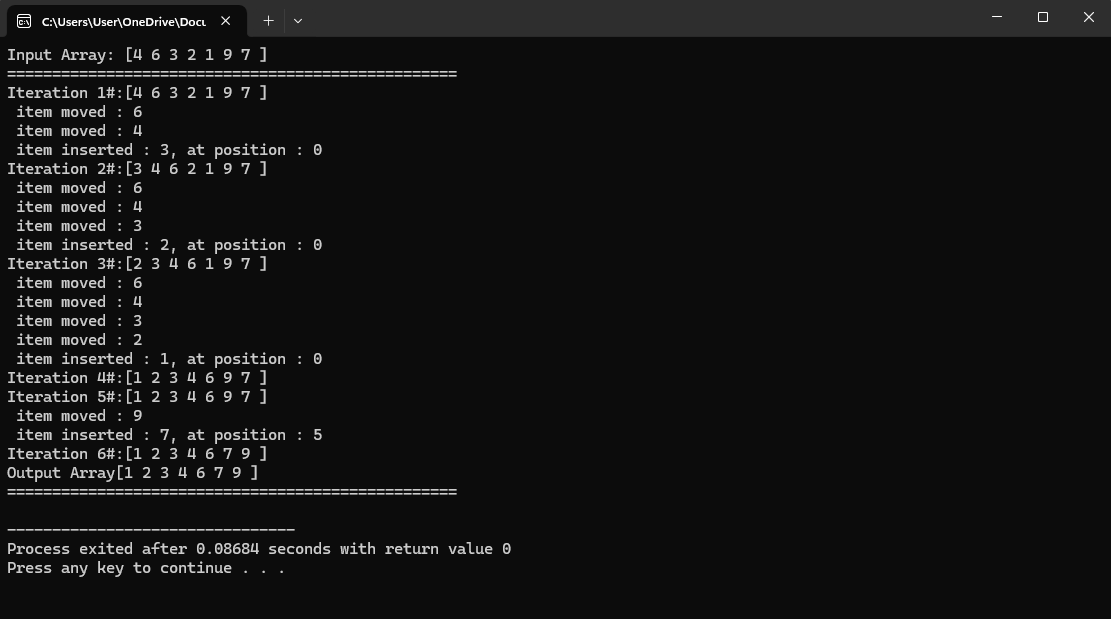 C:\Users\User\OneDrive\Docu
Input Array: [4 6 3 2 1 9 7 ]
==================================================
Iteration 1#:[4 6 3 2 1 9 7 ]
 item moved : 6
 item moved : 4
 item inserted : 3, at position : 0
Iteration 2#:[3 4 6 2 1 9 7 ]
 item moved : 6
 item moved : 4
 item moved : 3
 item inserted : 2, at position : 0
Iteration 3#:[2 3 4 6 1 9 7 ]
 item moved : 6
 item moved : 4
 item moved : 3
 item moved : 2
 item inserted : 1, at position : 0
Iteration 4#:[1 2 3 4 6 9 7 ]
Iteration 5#:[1 2 3 4 6 9 7 ]
 item moved : 9
 item inserted : 7, at position : 5
Iteration 6#:[1 2 3 4 6 7 9 ]
Output Array[1 2 3 4 6 7 9 ]
==================================================
--------------------------------
Process exited after 0.08684 seconds with return value 0
Press any key to continue . . .